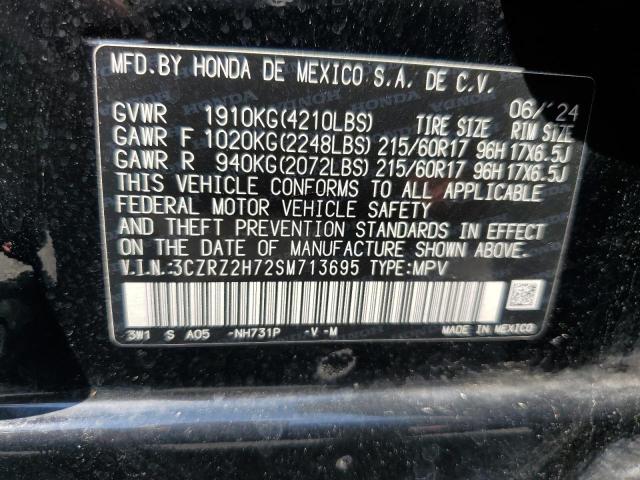 MFD.BY HONDA DE MEXICO S.A. DE C.V.
06/'24
GVWR 1910KG(4210LBS) TIRE SIZE RIM SIZE
GAWR F 1020KG(2248LBS) 215/60R17 96H 17X6.5J
GAWR R 940KG(2072LBS) 215/60R17 96H 17X6.5J
THIS VEHICLE CONFORMS TO ALL APPLICABLE
FEDERAL MOTOR VEHICLE SAFETY
AND THEFT PREVENTION STANDARDS IN EFFECT
ON THE DATE OF MANUFACTURE SHOWN ABOVE.
V.I.N.:3CZRZ2H72SM713695 TYPE:MPV
3W1 S A05 -NH731P -V -M MADE IN MEXICO